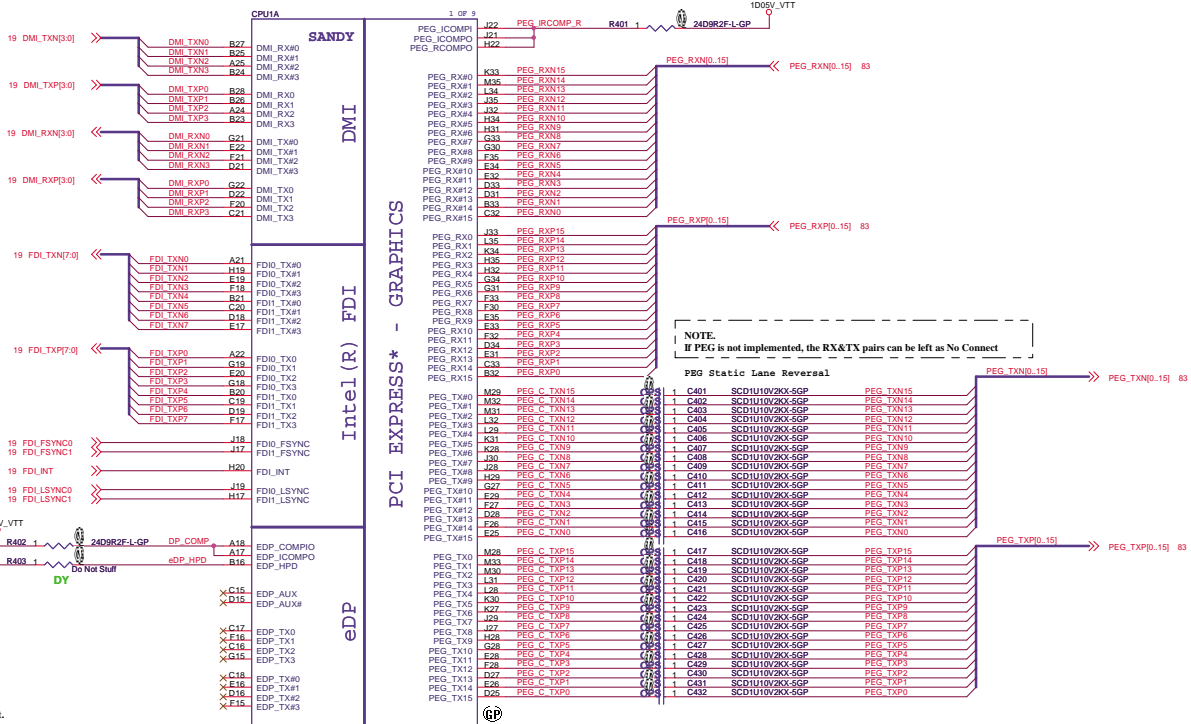 CPU1A
1 OF 9
SANDY
DMI
Intel(R) FDI
eDP
PCI EXPRESS* - GRAPHICS
19 DMI_TXN[3:0]
DMI_TXN0 B27 DMI_RX#0
DMI_TXN1 B25 DMI_RX#1
DMI_TXN2 A25 DMI_RX#2
DMI_TXN3 B24 DMI_RX#3
19 DMI_TXP[3:0]
DMI_TXP0 B28 DMI_RX0
DMI_TXP1 B26 DMI_RX1
DMI_TXP2 A24 DMI_RX2
DMI_TXP3 B23 DMI_RX3
19 DMI_RXN[3:0]
DMI_RXN0 G21 DMI_TX#0
DMI_RXN1 E22 DMI_TX#1
DMI_RXN2 F21 DMI_TX#2
DMI_RXN3 D21 DMI_TX#3
19 DMI_RXP[3:0]
DMI_RXP0 G22 DMI_TX0
DMI_RXP1 D22 DMI_TX1
DMI_RXP2 F20 DMI_TX2
DMI_RXP3 C21 DMI_TX3
19 FDI_TXN[7:0]
FDI_TXN0 A21 FDI0_TX#0
FDI_TXN1 H19 FDI0_TX#1
FDI_TXN2 E19 FDI0_TX#2
FDI_TXN3 F18 FDI0_TX#3
FDI_TXN4 B21 FDI1_TX#0
FDI_TXN5 C20 FDI1_TX#1
FDI_TXN6 D18 FDI1_TX#2
FDI_TXN7 E17 FDI1_TX#3
19 FDI_TXP[7:0]
FDI_TXP0 A22 FDI0_TX0
FDI_TXP1 G19 FDI0_TX1
FDI_TXP2 E20 FDI0_TX2
FDI_TXP3 G18 FDI0_TX3
FDI_TXP4 B20 FDI1_TX0
FDI_TXP5 C19 FDI1_TX1
FDI_TXP6 D19 FDI1_TX2
FDI_TXP7 F17 FDI1_TX3
19 FDI_FSYNC0 J18 FDI0_FSYNC
19 FDI_FSYNC1 J17 FDI1_FSYNC
19 FDI_INT H20 FDI_INT
19 FDI_LSYNC0 J19 FDI0_LSYNC
19 FDI_LSYNC1 H17 FDI1_LSYNC
V_VTT
R402 1 24D9R2F-L-GP DP_COMP A18 EDP_COMPIO
A17 EDP_ICOMPO
R403 1 Do Not Stuff eDP_HPD B16 EDP_HPD
DY
C15 EDP_AUX
D15 EDP_AUX#
C17 EDP_TX0
F16 EDP_TX1
C16 EDP_TX2
G15 EDP_TX3
C18 EDP_TX#0
E16 EDP_TX#1
D16 EDP_TX#2
F15 EDP_TX#3
t.
1D05V_VTT
PEG_ICOMPI J22 PEG_IRCOMP_R R401 1 24D9R2F-L-GP
PEG_ICOMPO J21
PEG_RCOMPO H22
PEG_RXN[0..15] PEG_RXN[0..15] 83
PEG_RX#0 K33 PEG_RXN15
PEG_RX#1 M35 PEG_RXN14
PEG_RX#2 L34 PEG_RXN13
PEG_RX#3 J35 PEG_RXN12
PEG_RX#4 J32 PEG_RXN11
PEG_RX#5 H34 PEG_RXN10
PEG_RX#6 H31 PEG_RXN9
PEG_RX#7 G33 PEG_RXN8
PEG_RX#8 G30 PEG_RXN7
PEG_RX#9 F35 PEG_RXN6
PEG_RX#10 E34 PEG_RXN5
PEG_RX#11 E32 PEG_RXN4
PEG_RX#12 D33 PEG_RXN3
PEG_RX#13 D31 PEG_RXN2
PEG_RX#14 B33 PEG_RXN1
PEG_RX#15 C32 PEG_RXN0
PEG_RXP[0..15] PEG_RXP[0..15] 83
PEG_RX0 J33 PEG_RXP15
PEG_RX1 L35 PEG_RXP14
PEG_RX2 K34 PEG_RXP13
PEG_RX3 H35 PEG_RXP12
PEG_RX4 H32 PEG_RXP11
PEG_RX5 G34 PEG_RXP10
PEG_RX6 G31 PEG_RXP9
PEG_RX7 F33 PEG_RXP8
PEG_RX8 F30 PEG_RXP7
PEG_RX9 E35 PEG_RXP6
PEG_RX10 E33 PEG_RXP5
PEG_RX11 F32 PEG_RXP4
PEG_RX12 D34 PEG_RXP3
PEG_RX13 E31 PEG_RXP2
PEG_RX14 C33 PEG_RXP1
PEG_RX15 B32 PEG_RXP0
NOTE.
If PEG is not implemented, the RX&TX pairs can be left as No Connect
PEG Static Lane Reversal
PEG_TXN[0..15] PEG_TXN[0..15] 83
PEG_TX#0 M29 PEG_C_TXN15 1 C401 SCD1U10V2KX-5GP PEG_TXN15
PEG_TX#1 M32 PEG_C_TXN14 1 C402 SCD1U10V2KX-5GP PEG_TXN14
PEG_TX#2 M31 PEG_C_TXN13 1 C403 SCD1U10V2KX-5GP PEG_TXN13
PEG_TX#3 L32 PEG_C_TXN12 1 C404 SCD1U10V2KX-5GP PEG_TXN12
PEG_TX#4 L29 PEG_C_TXN11 1 C405 SCD1U10V2KX-5GP PEG_TXN11
PEG_TX#5 K31 PEG_C_TXN10 1 C406 SCD1U10V2KX-5GP PEG_TXN10
PEG_TX#6 K28 PEG_C_TXN9 1 C407 SCD1U10V2KX-5GP PEG_TXN9
PEG_TX#7 J30 PEG_C_TXN8 1 C408 SCD1U10V2KX-5GP PEG_TXN8
PEG_TX#8 J28 PEG_C_TXN7 1 C409 SCD1U10V2KX-5GP PEG_TXN7
PEG_TX#9 H29 PEG_C_TXN6 1 C410 SCD1U10V2KX-5GP PEG_TXN6
PEG_TX#10 G27 PEG_C_TXN5 1 C411 SCD1U10V2KX-5GP PEG_TXN5
PEG_TX#11 E29 PEG_C_TXN4 1 C412 SCD1U10V2KX-5GP PEG_TXN4
PEG_TX#12 F27 PEG_C_TXN3 1 C413 SCD1U10V2KX-5GP PEG_TXN3
PEG_TX#13 D28 PEG_C_TXN2 1 C414 SCD1U10V2KX-5GP PEG_TXN2
PEG_TX#14 F26 PEG_C_TXN1 1 C415 SCD1U10V2KX-5GP PEG_TXN1
PEG_TX#15 E25 PEG_C_TXN0 1 C416 SCD1U10V2KX-5GP PEG_TXN0
PEG_TXP[0..15] PEG_TXP[0..15] 83
PEG_TX0 M28 PEG_C_TXP15 1 C417 SCD1U10V2KX-5GP PEG_TXP15
PEG_TX1 M33 PEG_C_TXP14 1 C418 SCD1U10V2KX-5GP PEG_TXP14
PEG_TX2 M30 PEG_C_TXP13 1 C419 SCD1U10V2KX-5GP PEG_TXP13
PEG_TX3 L31 PEG_C_TXP12 1 C420 SCD1U10V2KX-5GP PEG_TXP12
PEG_TX4 L28 PEG_C_TXP11 1 C421 SCD1U10V2KX-5GP PEG_TXP11
PEG_TX5 K30 PEG_C_TXP10 1 C422 SCD1U10V2KX-5GP PEG_TXP10
PEG_TX6 K27 PEG_C_TXP9 1 C423 SCD1U10V2KX-5GP PEG_TXP9
PEG_TX7 J29 PEG_C_TXP8 1 C424 SCD1U10V2KX-5GP PEG_TXP8
PEG_TX8 J27 PEG_C_TXP7 1 C425 SCD1U10V2KX-5GP PEG_TXP7
PEG_TX9 H28 PEG_C_TXP6 1 C426 SCD1U10V2KX-5GP PEG_TXP6
PEG_TX10 G28 PEG_C_TXP5 1 C427 SCD1U10V2KX-5GP PEG_TXP5
PEG_TX11 E28 PEG_C_TXP4 1 C428 SCD1U10V2KX-5GP PEG_TXP4
PEG_TX12 F28 PEG_C_TXP3 1 C429 SCD1U10V2KX-5GP PEG_TXP3
PEG_TX13 D27 PEG_C_TXP2 1 C430 SCD1U10V2KX-5GP PEG_TXP2
PEG_TX14 E26 PEG_C_TXP1 1 C431 SCD1U10V2KX-5GP PEG_TXP1
PEG_TX15 D25 PEG_C_TXP0 1 C432 SCD1U10V2KX-5GP PEG_TXP0
GP